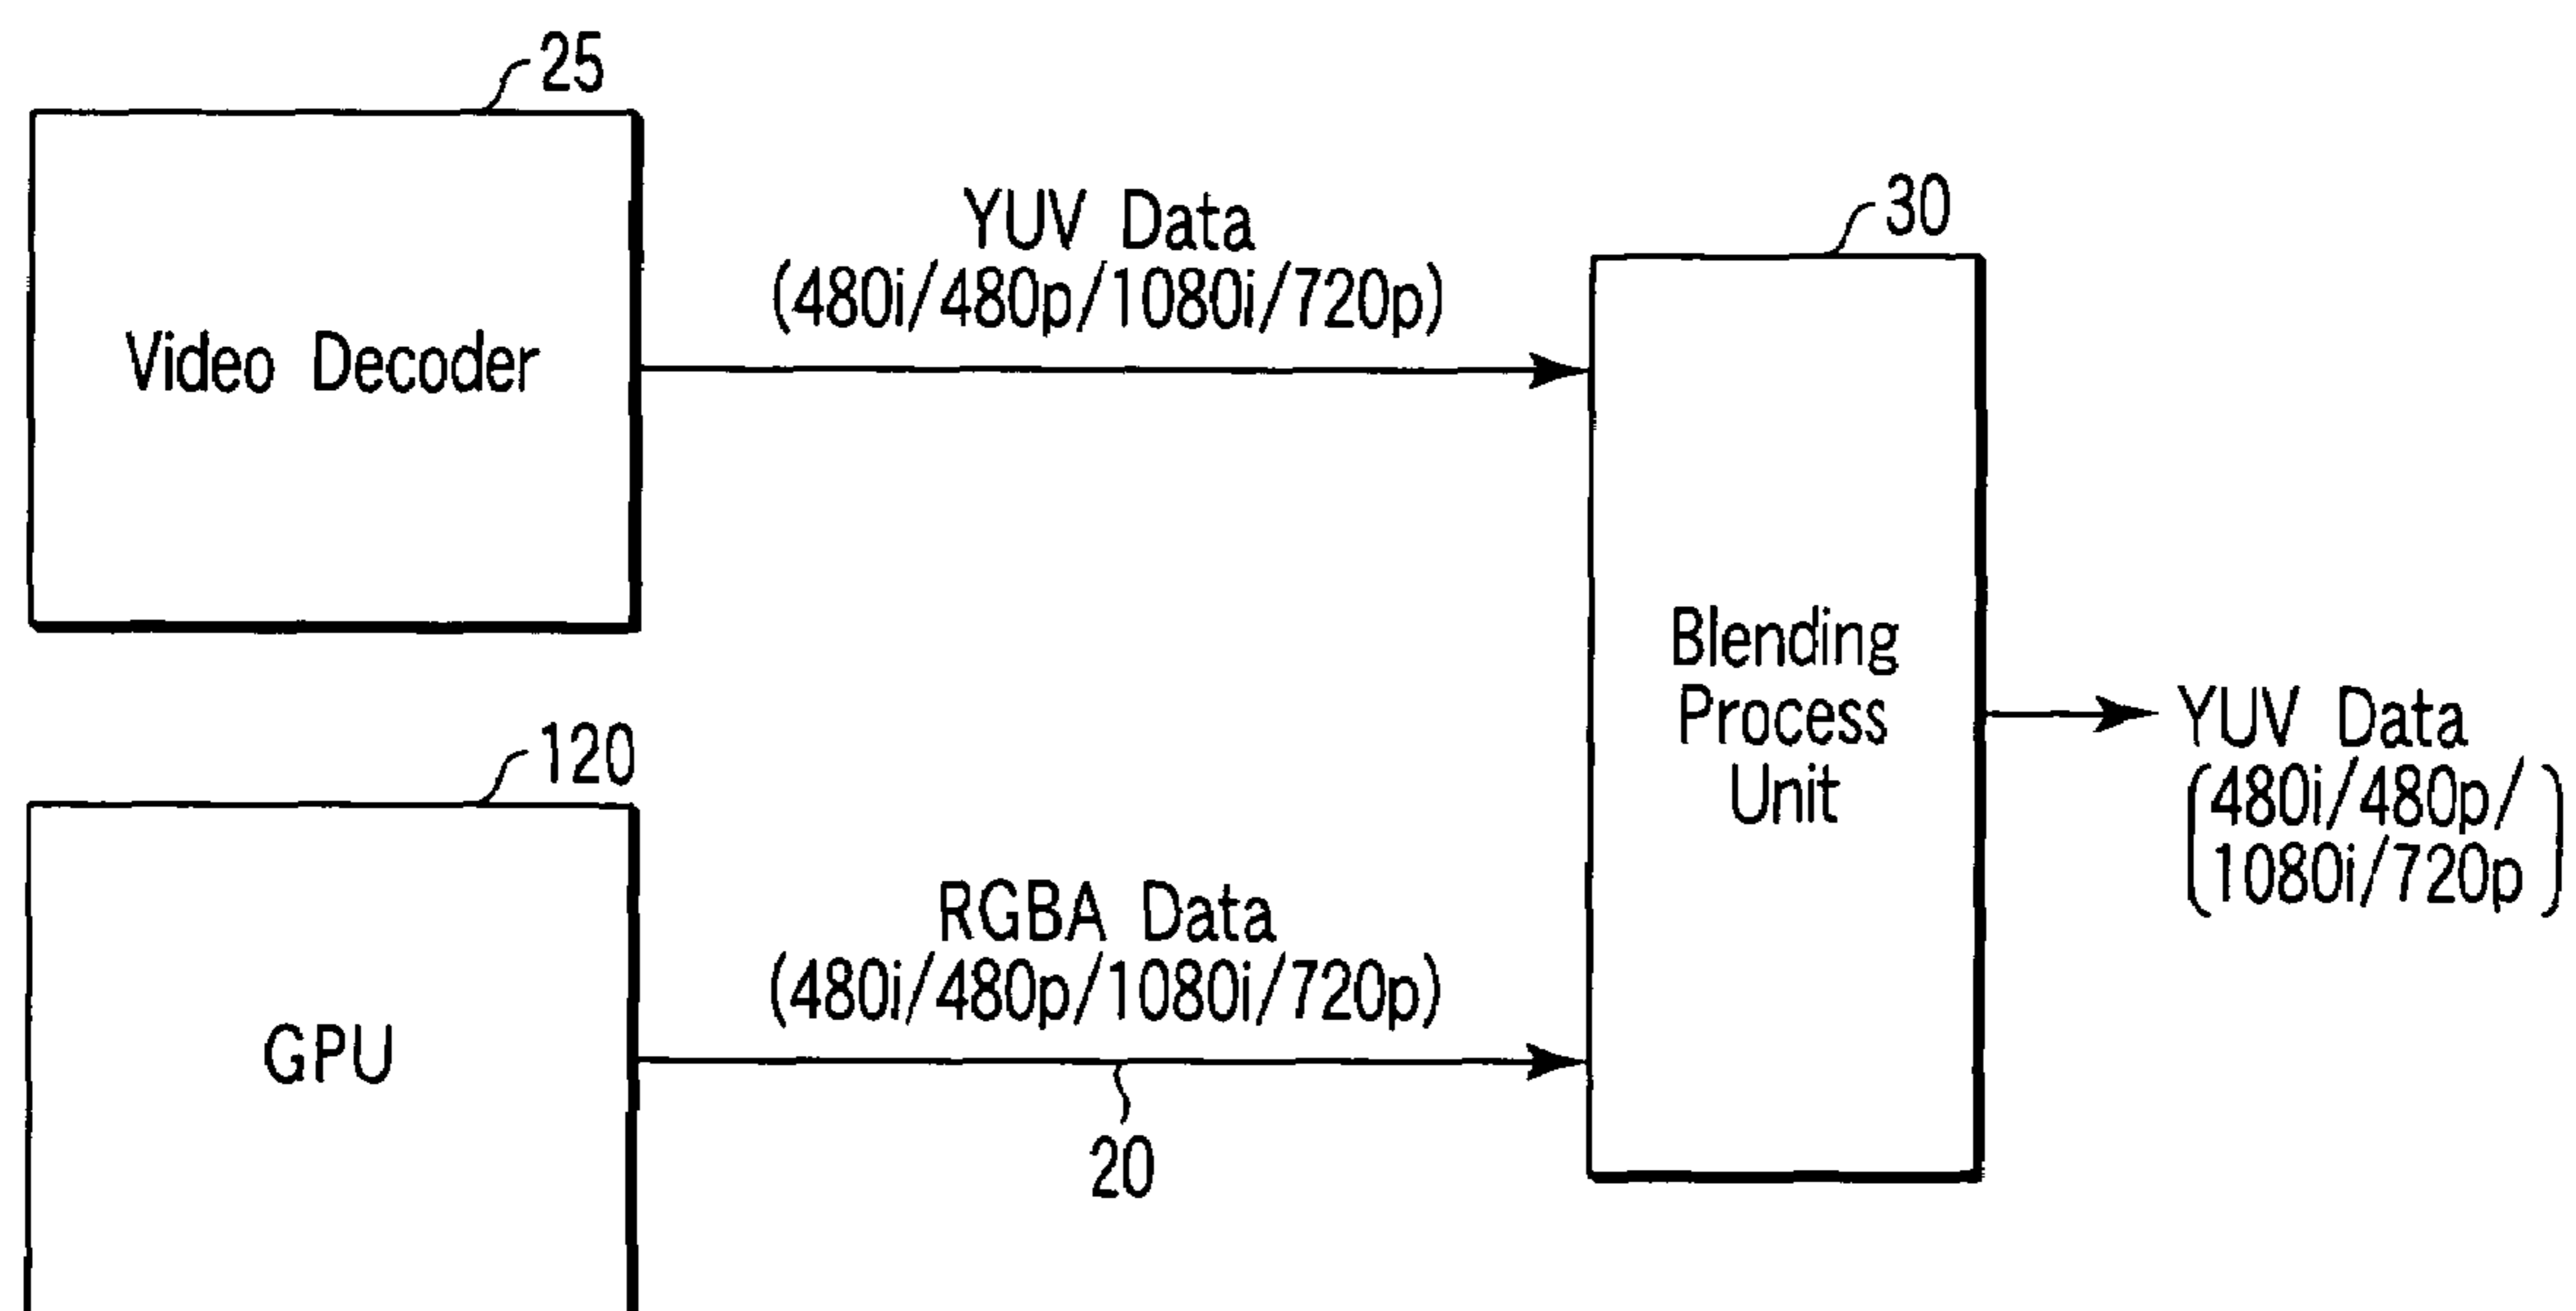 25
Video Decoder
YUV Data
(480i/480p/1080i/720p)
30
Blending
Process
Unit
YUV Data
(480i/480p/
1080i/720p)
120
GPU
RGBA Data
(480i/480p/1080i/720p)
20